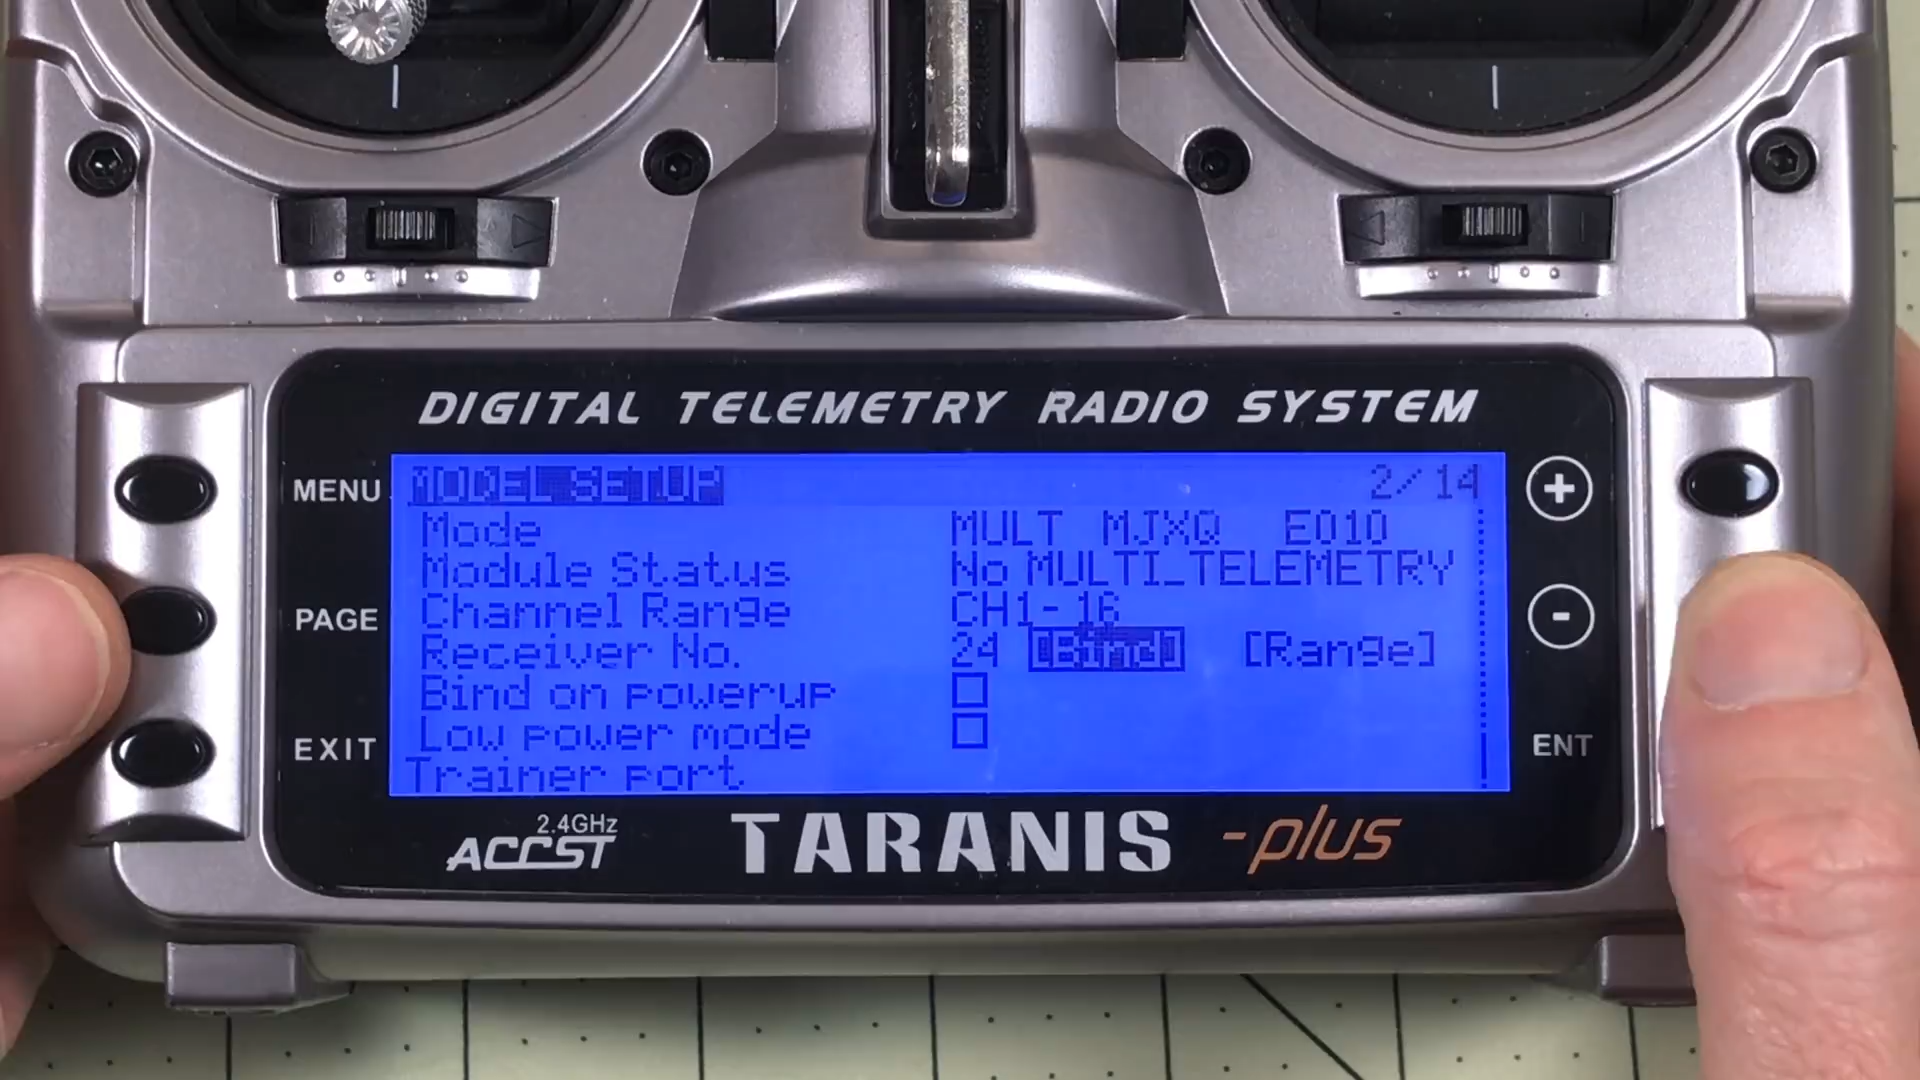 DIGITAL TELEMETRY RADIO SYSTEM
MENU
PAGE
EXIT
MODEL SETUP 2/14
Mode MULT MJXQ E010
Module Status No MULTI_TELEMETRY
Channel Range CH1-16
Receiver No. 24 [Bind] [Range]
Bind on powerup
Low power mode
Trainer port
+
-
ENT
2.4GHz
ACCST
TARANIS -plus